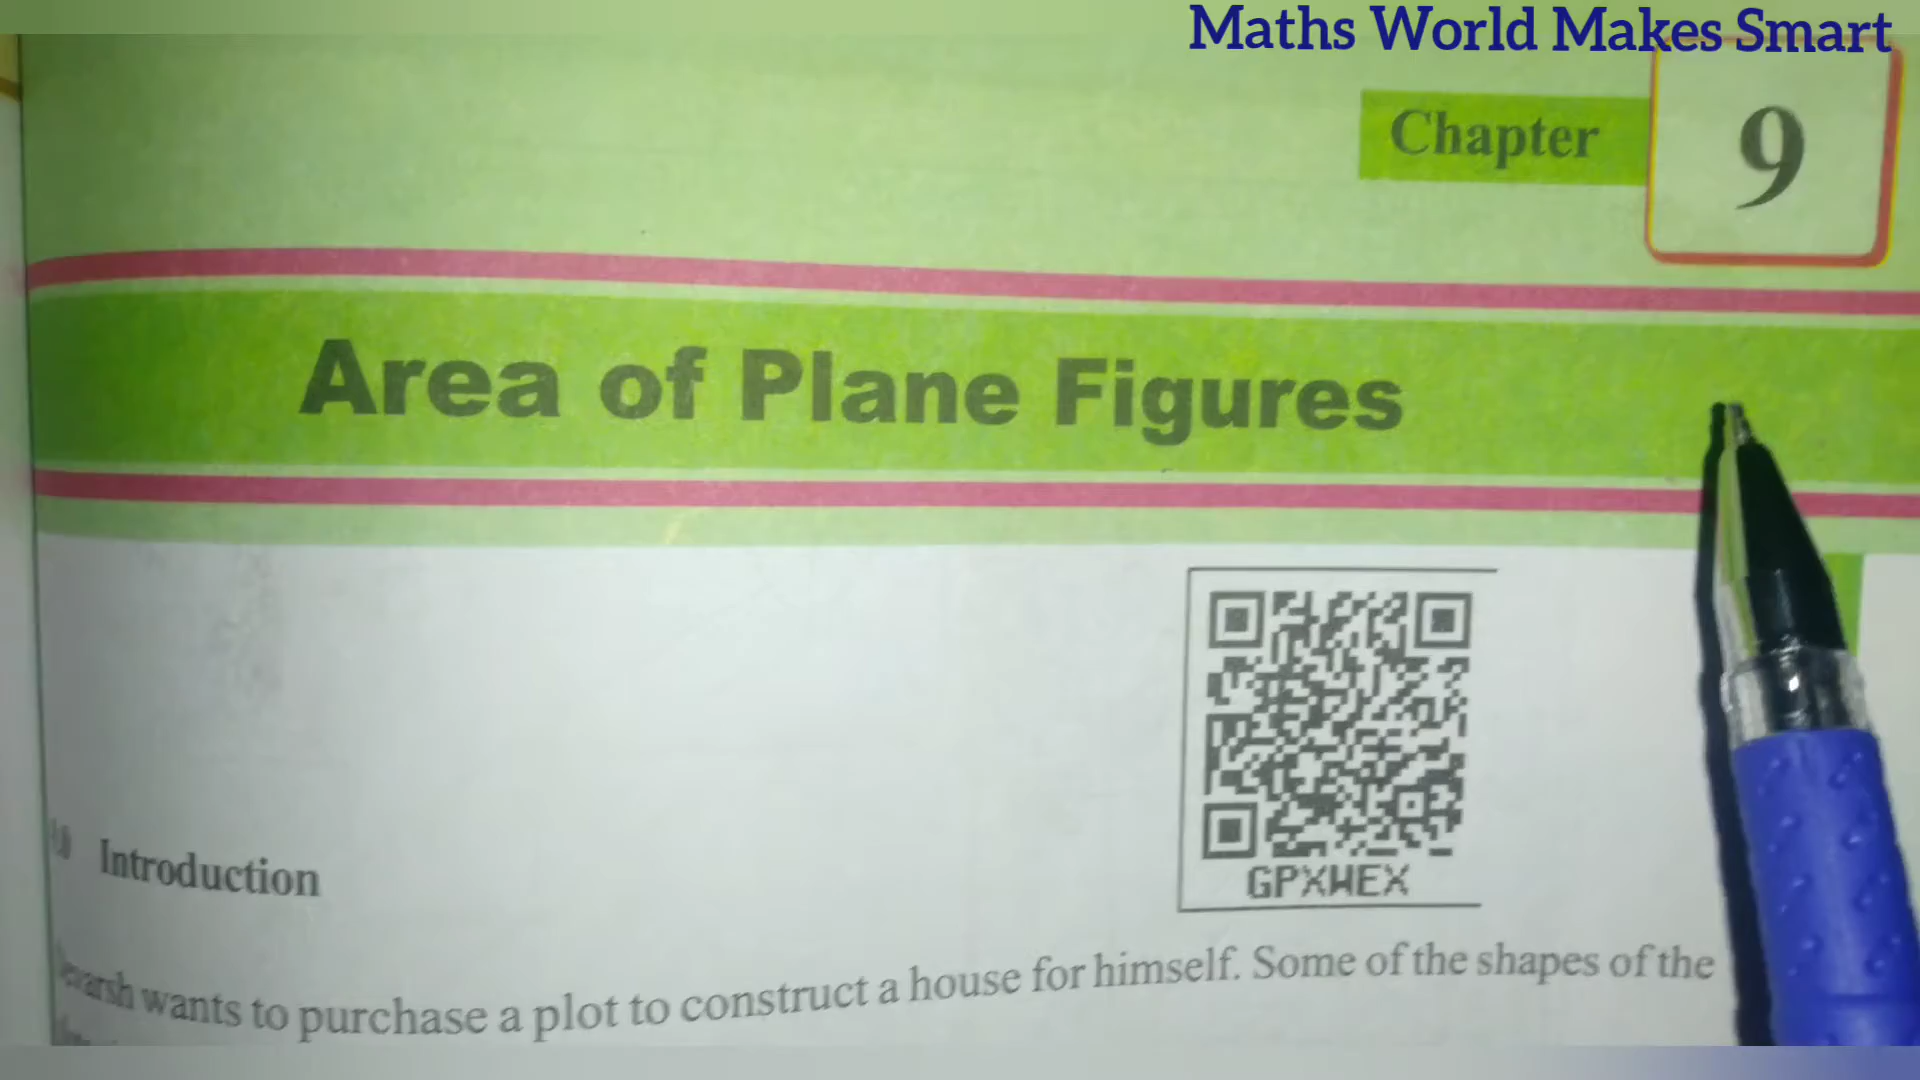 Maths World Makes Smart
Chapter
9
Area of Plane Figures
GPXWEX
Introduction
wants to purchase a plot to construct a house for himself. Some of the shapes of the